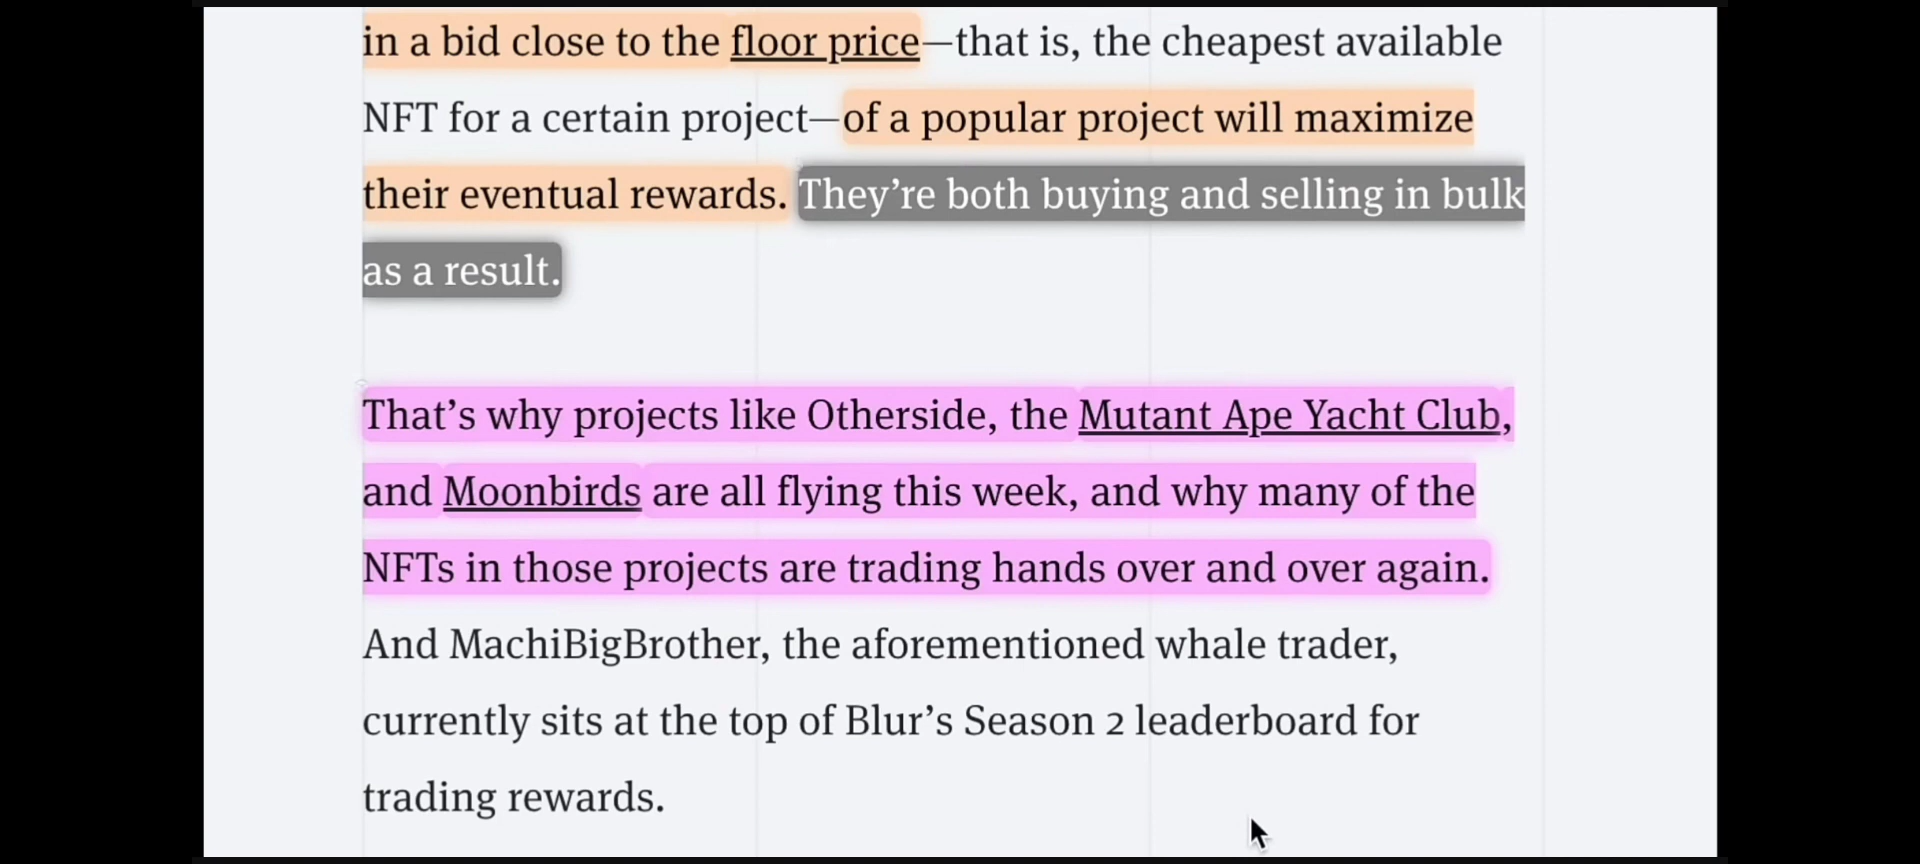 in a bid close to the floor price—that is, the cheapest available
NFT for a certain project—of a popular project will maximize
their eventual rewards. They’re both buying and selling in bulk
as a result.
That’s why projects like Otherside, the Mutant Ape Yacht Club,
and Moonbirds are all flying this week, and why many of the
NFTs in those projects are trading hands over and over again.
And MachiBigBrother, the aforementioned whale trader,
currently sits at the top of Blur’s Season 2 leaderboard for
trading rewards.